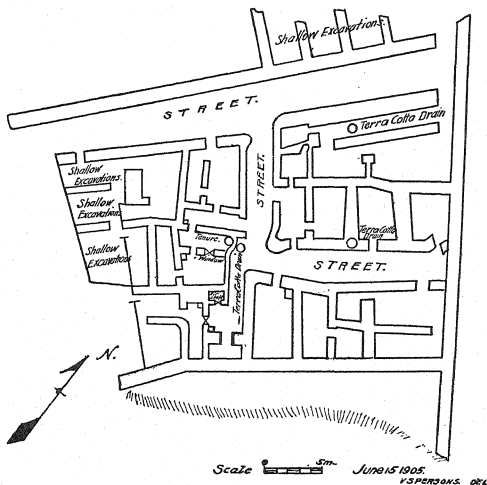 Shallow Excavations.
STREET.
Terra Cotta Drain
STREET.
Shallow
Excavations.
Shallow
Excavations
Shallow
Excavations
Terra Cotta
Drain
Window
Terra Cotta Drain
STREET.
N.
Scale 0 5m. June 15 1905.
V.S.PERSONS. DEL.